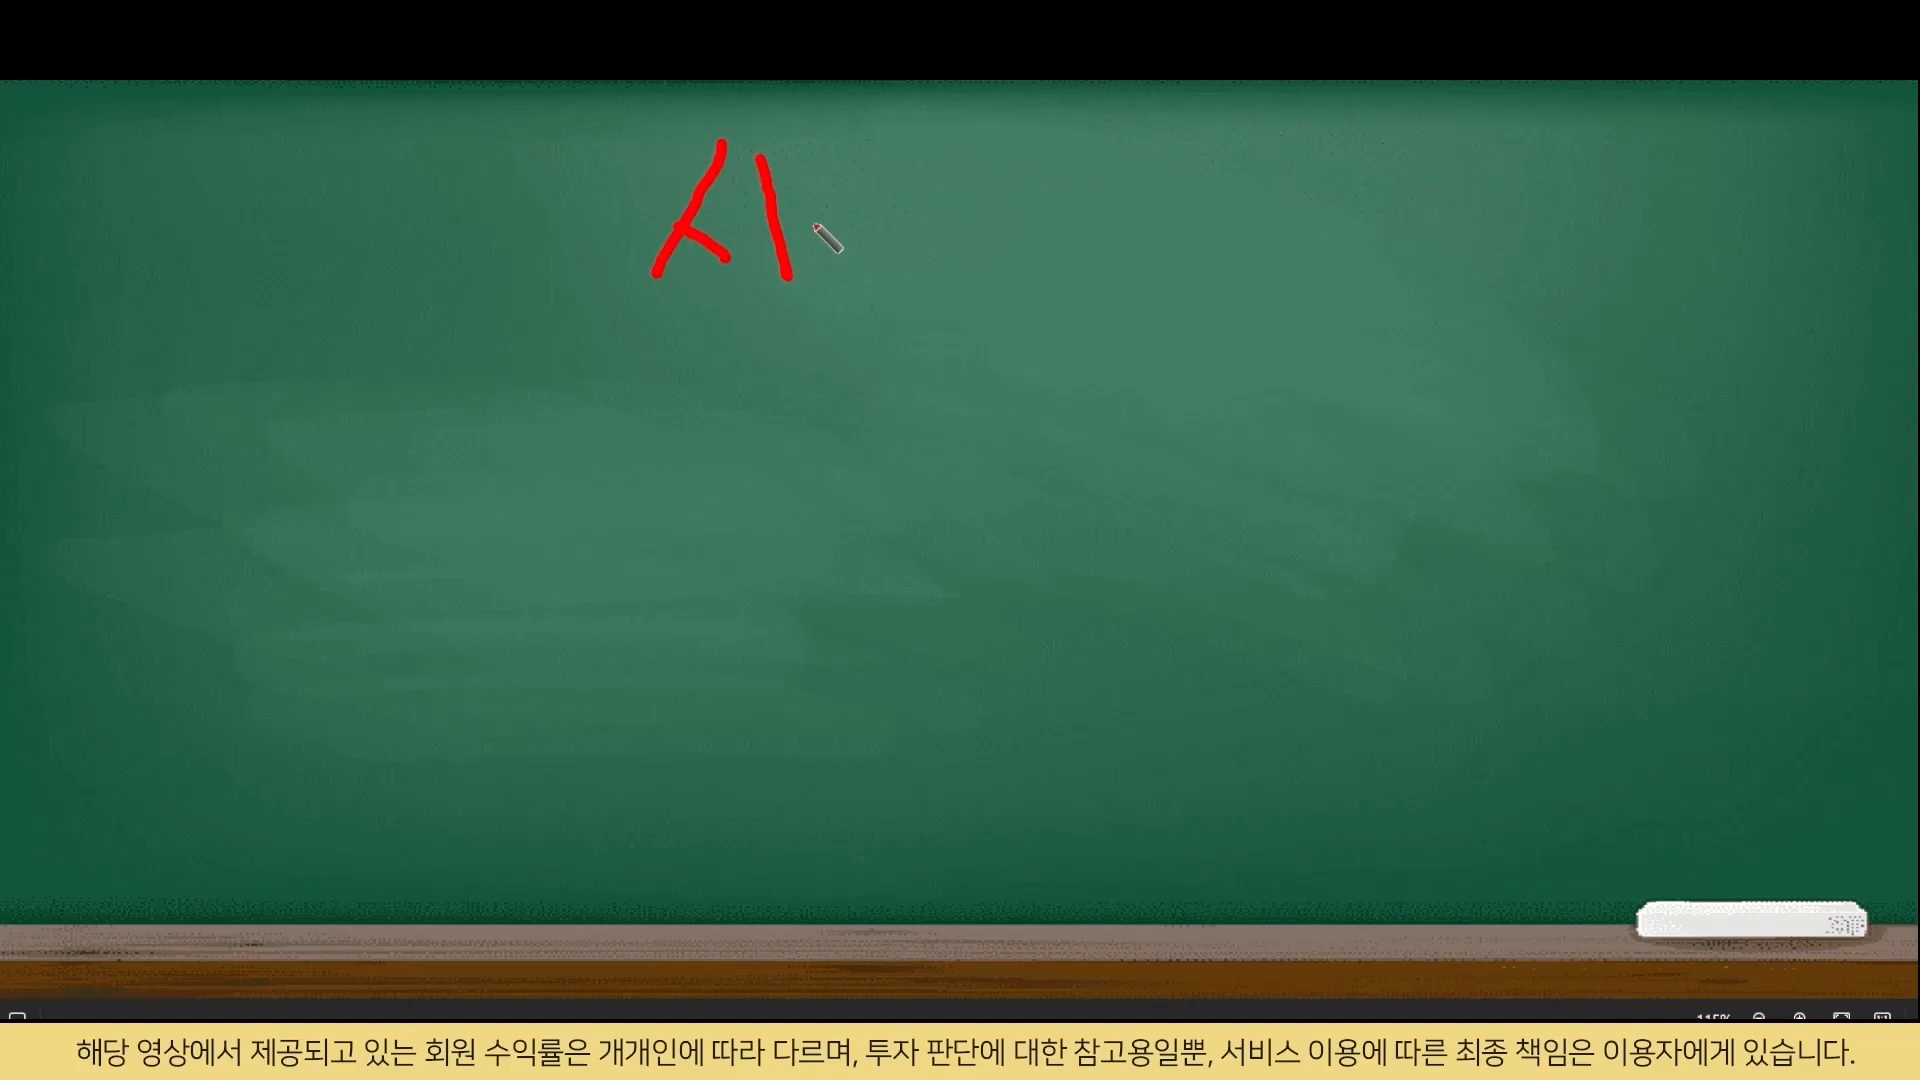 시
115%
해당 영상에서 제공되고 있는 회원 수익률은 개개인에 따라 다르며, 투자 판단에 대한 참고용일뿐, 서비스 이용에 따른 최종 책임은 이용자에게 있습니다.